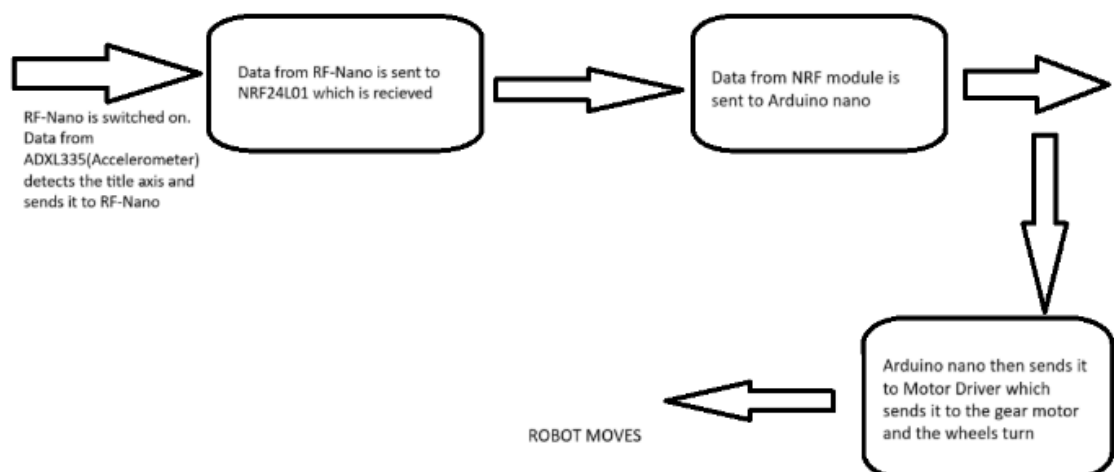 RF-Nano is switched on.
Data from
ADXL335(Accelerometer)
detects the title axis and
sends it to RF-Nano
Data from RF-Nano is sent to
NRF24L01 which is recieved
Data from NRF module is
sent to Arduino nano
Arduino nano then sends it
to Motor Driver which
sends it to the gear motor
and the wheels turn
ROBOT MOVES